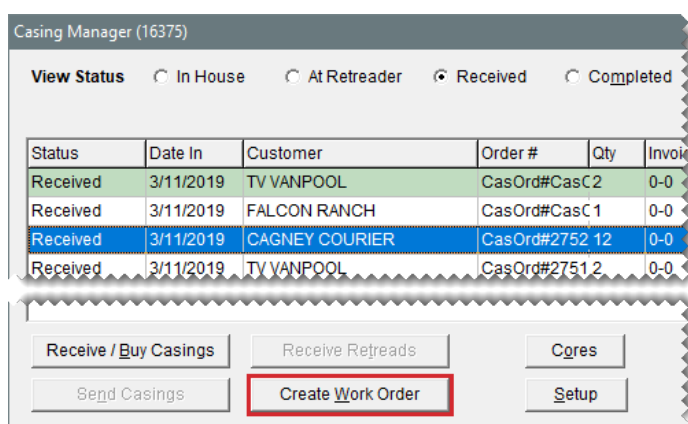 Casing Manager (16375)
View Status In House At Retreader Received Completed
Status Date In Customer Order # Qty Invoi
Received 3/11/2019 TV VANPOOL CasOrd#CasC 2 0-0
Received 3/11/2019 FALCON RANCH CasOrd#CasC 1 0-0
Received 3/11/2019 CAGNEY COURIER CasOrd#2752 12 0-0
Received 3/11/2019 TV VANPOOL CasOrd#2751 2 0-0
Receive / Buy Casings Receive Retreads Cores
Send Casings Create Work Order Setup